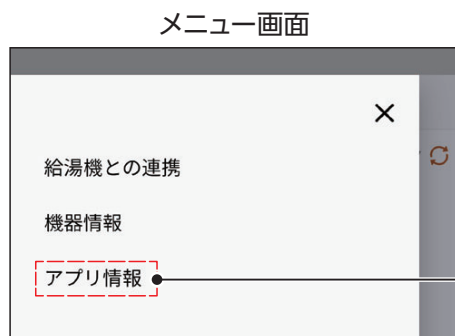 メニュー画面
給湯機との連携
機器情報
アプリ情報